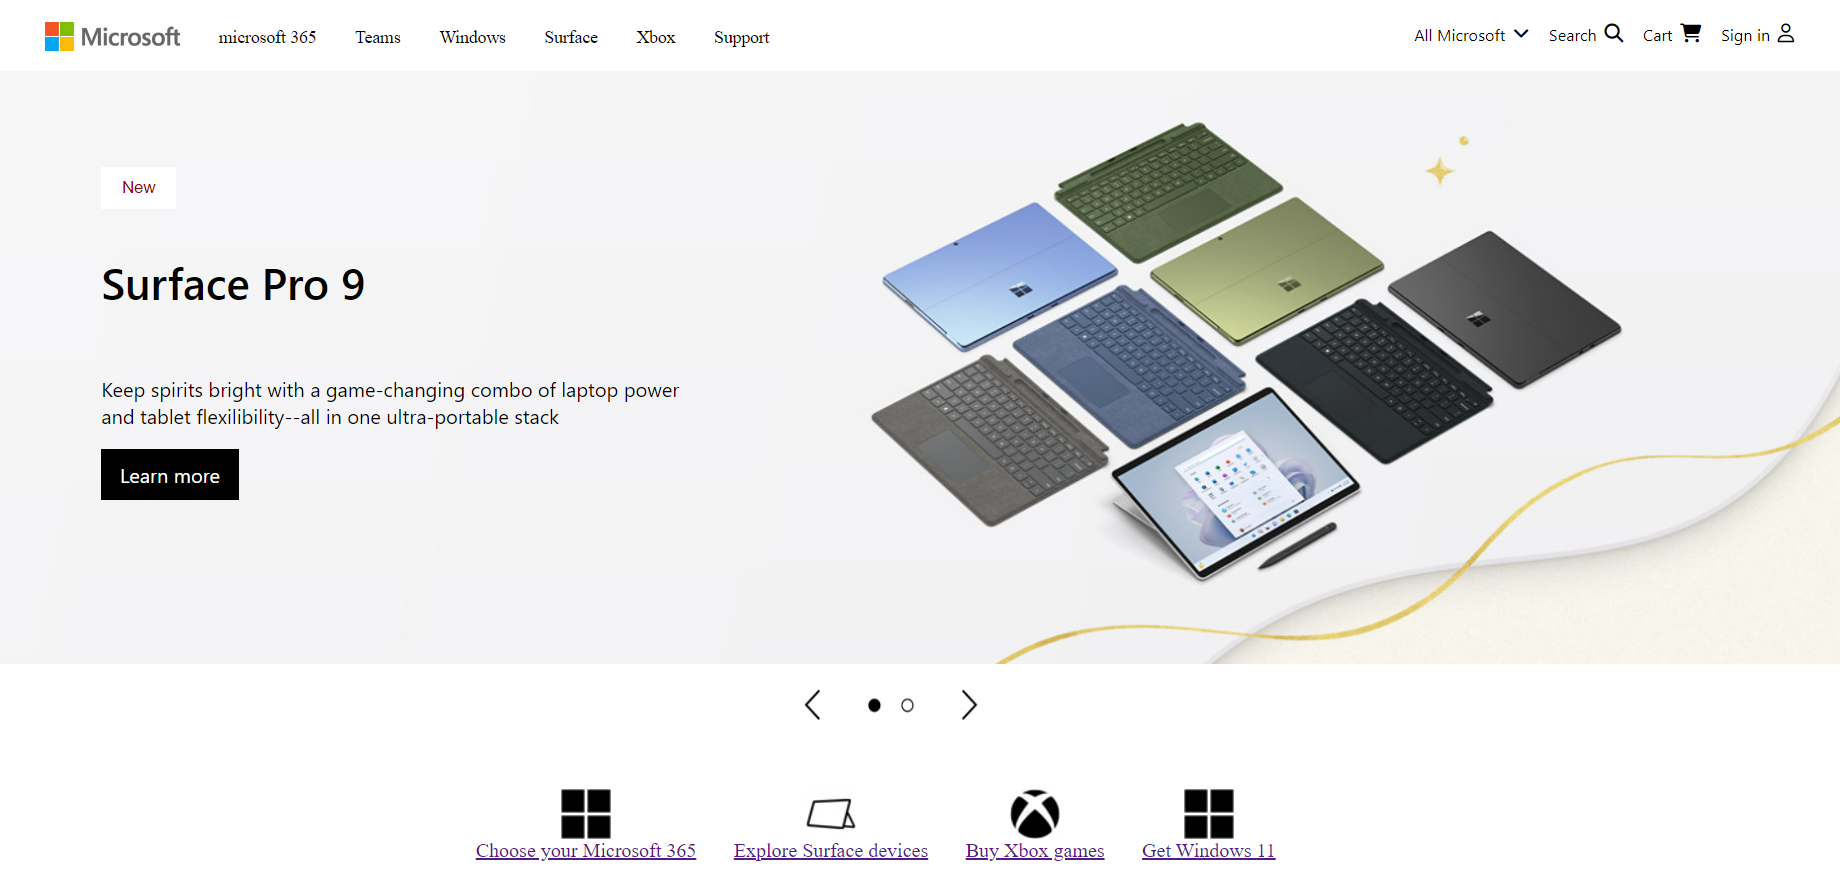 Microsoft microsoft 365 Teams Windows Surface Xbox Support All Microsoft Search Cart Sign in
New
Surface Pro 9
Keep spirits bright with a game-changing combo of laptop power
and tablet flexilibility--all in one ultra-portable stack
Learn more
Choose your Microsoft 365 Explore Surface devices Buy Xbox games Get Windows 11